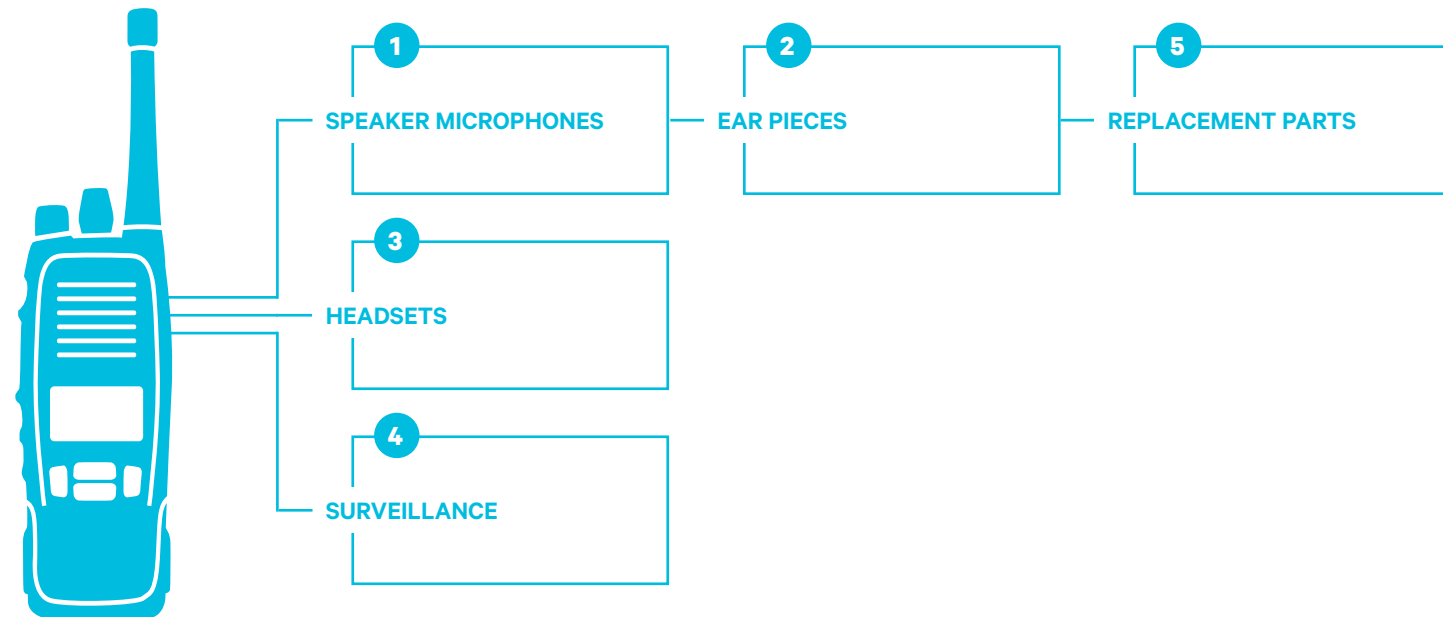 1
SPEAKER MICROPHONES
2
EAR PIECES
5
REPLACEMENT PARTS
3
HEADSETS
4
SURVEILLANCE